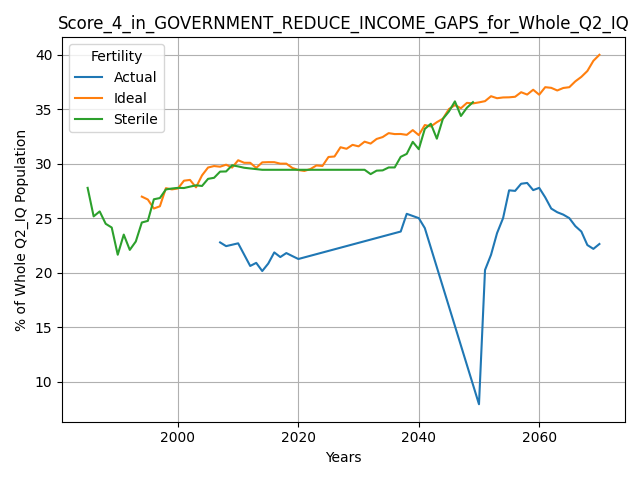 Score_4_in_GOVERNMENT_REDUCE_INCOME_GAPS_for_Whole_Q2_IQ
Fertility
Actual
Ideal
Sterile
% of Whole Q2_IQ Population
40
35
30
25
20
15
10
2000
2020
2040
2060
Years